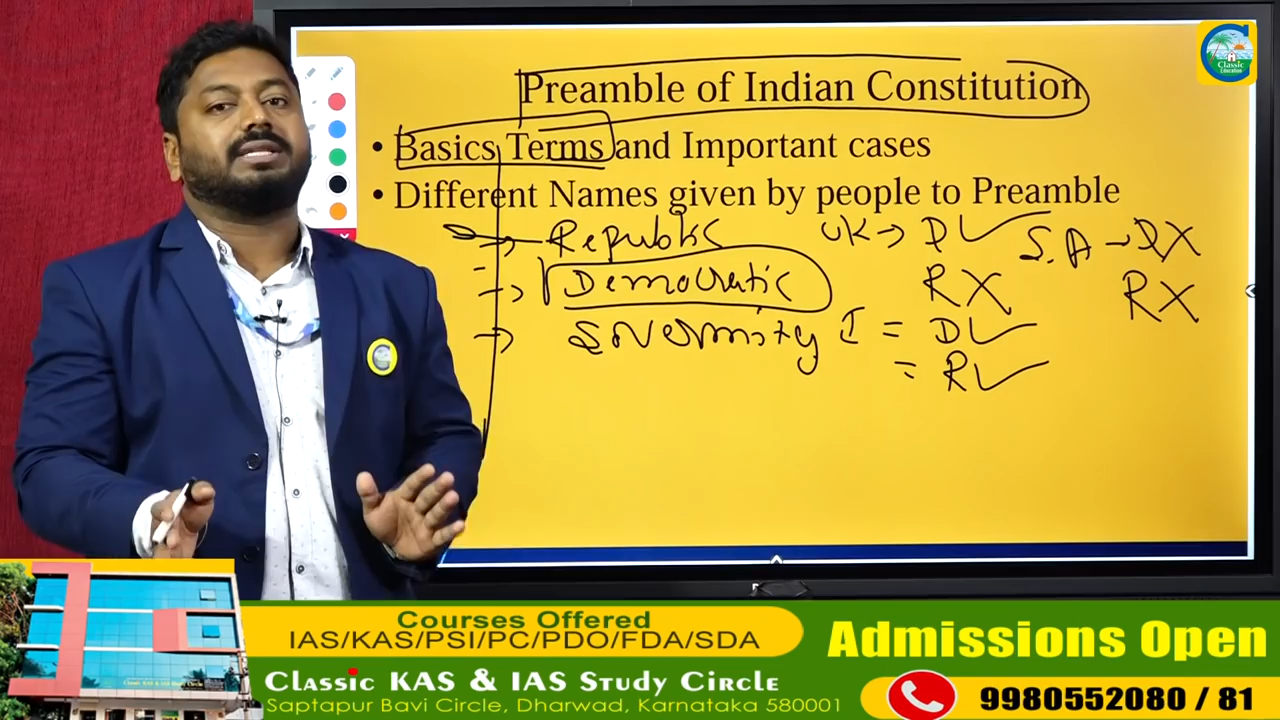 Preamble of Indian Constitution
• Basics Terms and Important cases
• Different Names given by people to Preamble
→ Republic UK → D ✓ S.A → DX
→ Democratic RX RX
→ I = D ✓
= R ✓
Classic
Education
Courses Offered
IAS/KAS/PSI/PC/PDO/FDA/SDA
Admissions Open
Classic KAS & IAS Study Circle
Saptapur Bavi Circle, Dharwad, Karnataka 580001
9980552080 / 81